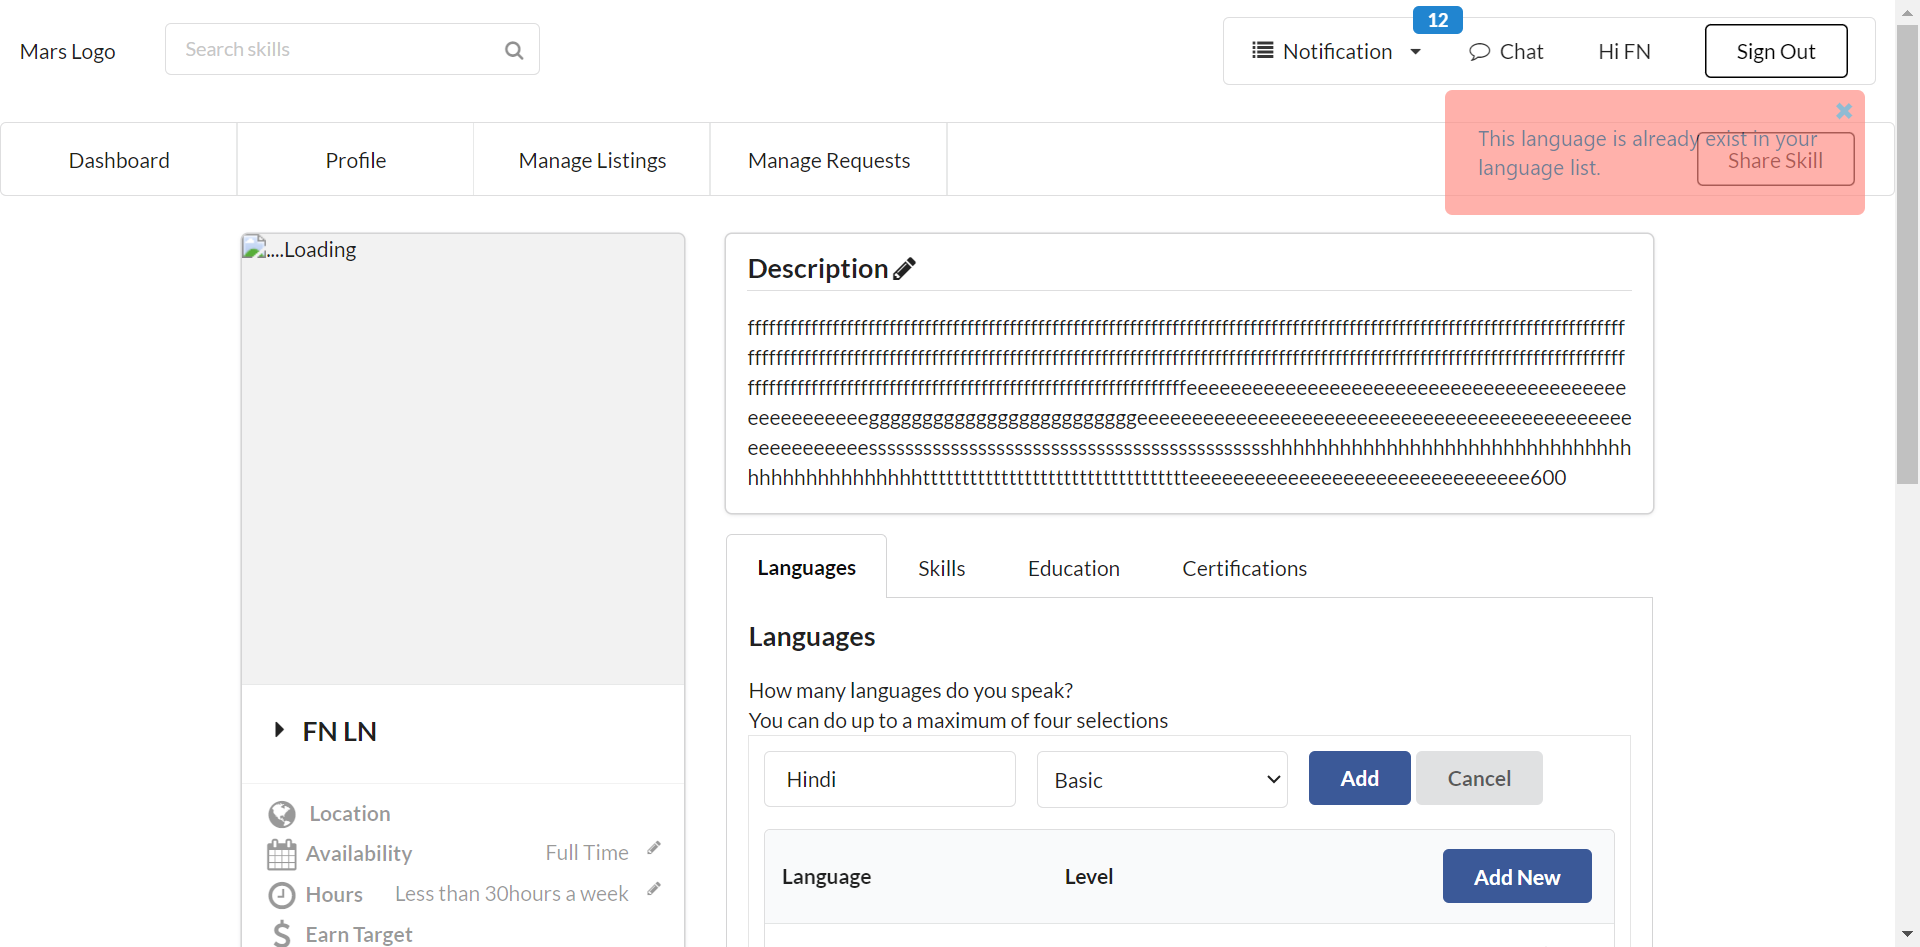 Mars Logo
Search skills
12
Notification
Chat
Hi FN
Sign Out
This language is already exist in your
language list.
Dashboard
Profile
Manage Listings
Manage Requests
Share Skill
....Loading
FN LN
Location
Availability Full Time
Hours Less than 30hours a week
Earn Target
Description
Languages
Skills
Education
Certifications
Languages
How many languages do you speak?
You can do up to a maximum of four selections
Hindi
Basic
Add
Cancel
Language
Level
Add New